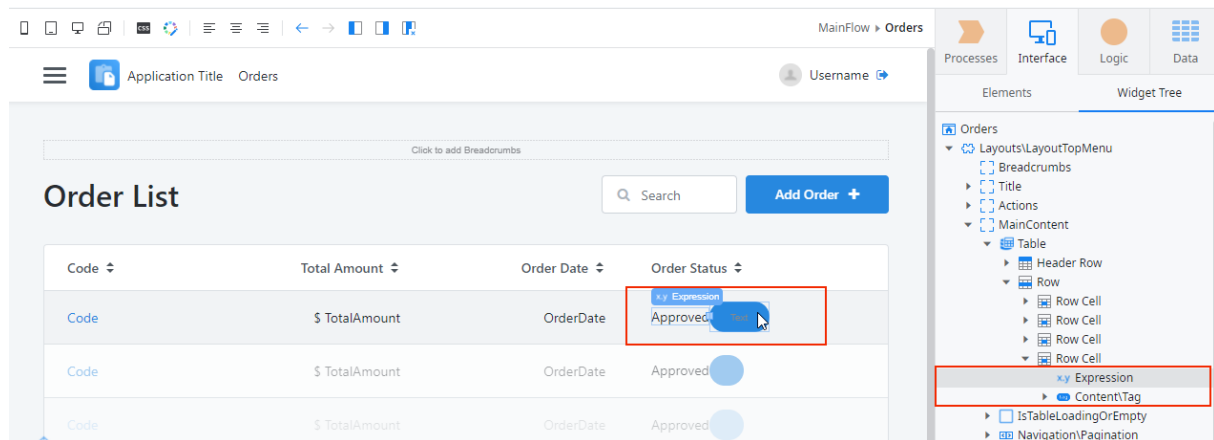 css
MainFlow ▸ Orders
Processes Interface Logic Data
Application Title Orders
Username
Elements Widget Tree
Orders
Layouts\LayoutTopMenu
Click to add Breadcrumbs
Breadcrumbs
Title
Order List
Search
Add Order +
Actions
MainContent
Table
Header Row
Row
Code Total Amount Order Date Order Status
x.y Expression
Row Cell
Code $ TotalAmount OrderDate Approved Text
Row Cell
Row Cell
Row Cell
Code $ TotalAmount OrderDate Approved
x.y Expression
Tag Content\Tag
IsTableLoadingOrEmpty
Code $ TotalAmount OrderDate Approved
Navigation\Pagination